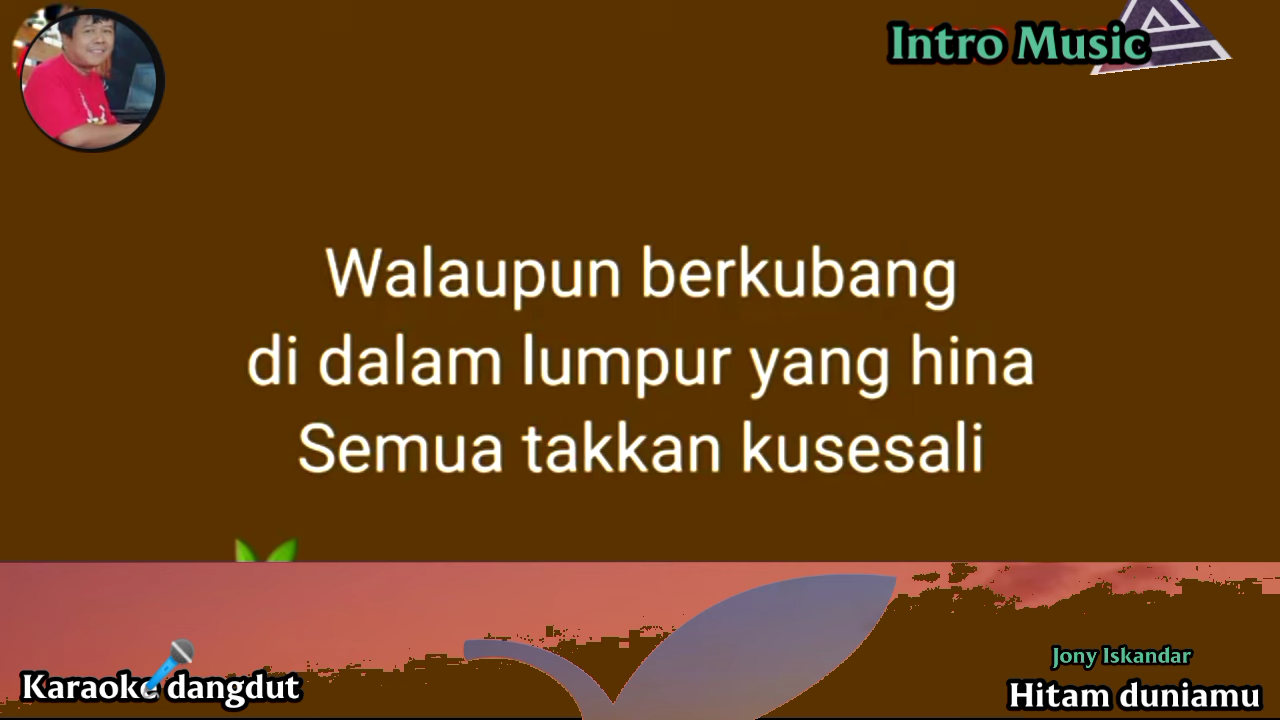 Intro Music
Walaupun berkubang
di dalam lumpur yang hina
Semua takkan kusesali
Jony Iskandar
Karaoke dangdut
Hitam duniamu